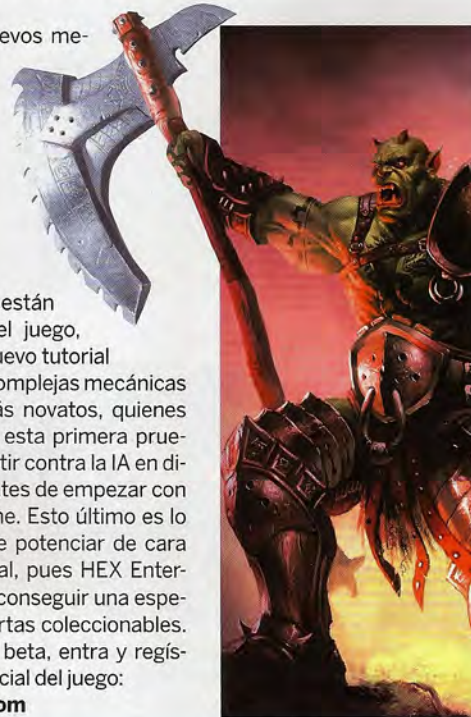 evos me-
están
el juego,
uevo tutorial
omplejas mecánicas
ás novatos, quienes
esta primera prue-
tir contra la IA en di-
tes de empezar con
ne. Esto último es lo
e potenciar de cara
al, pues HEX Enter-
conseguir una espe-
rtas coleccionables.
beta, entra y regís-
cial del juego:
om